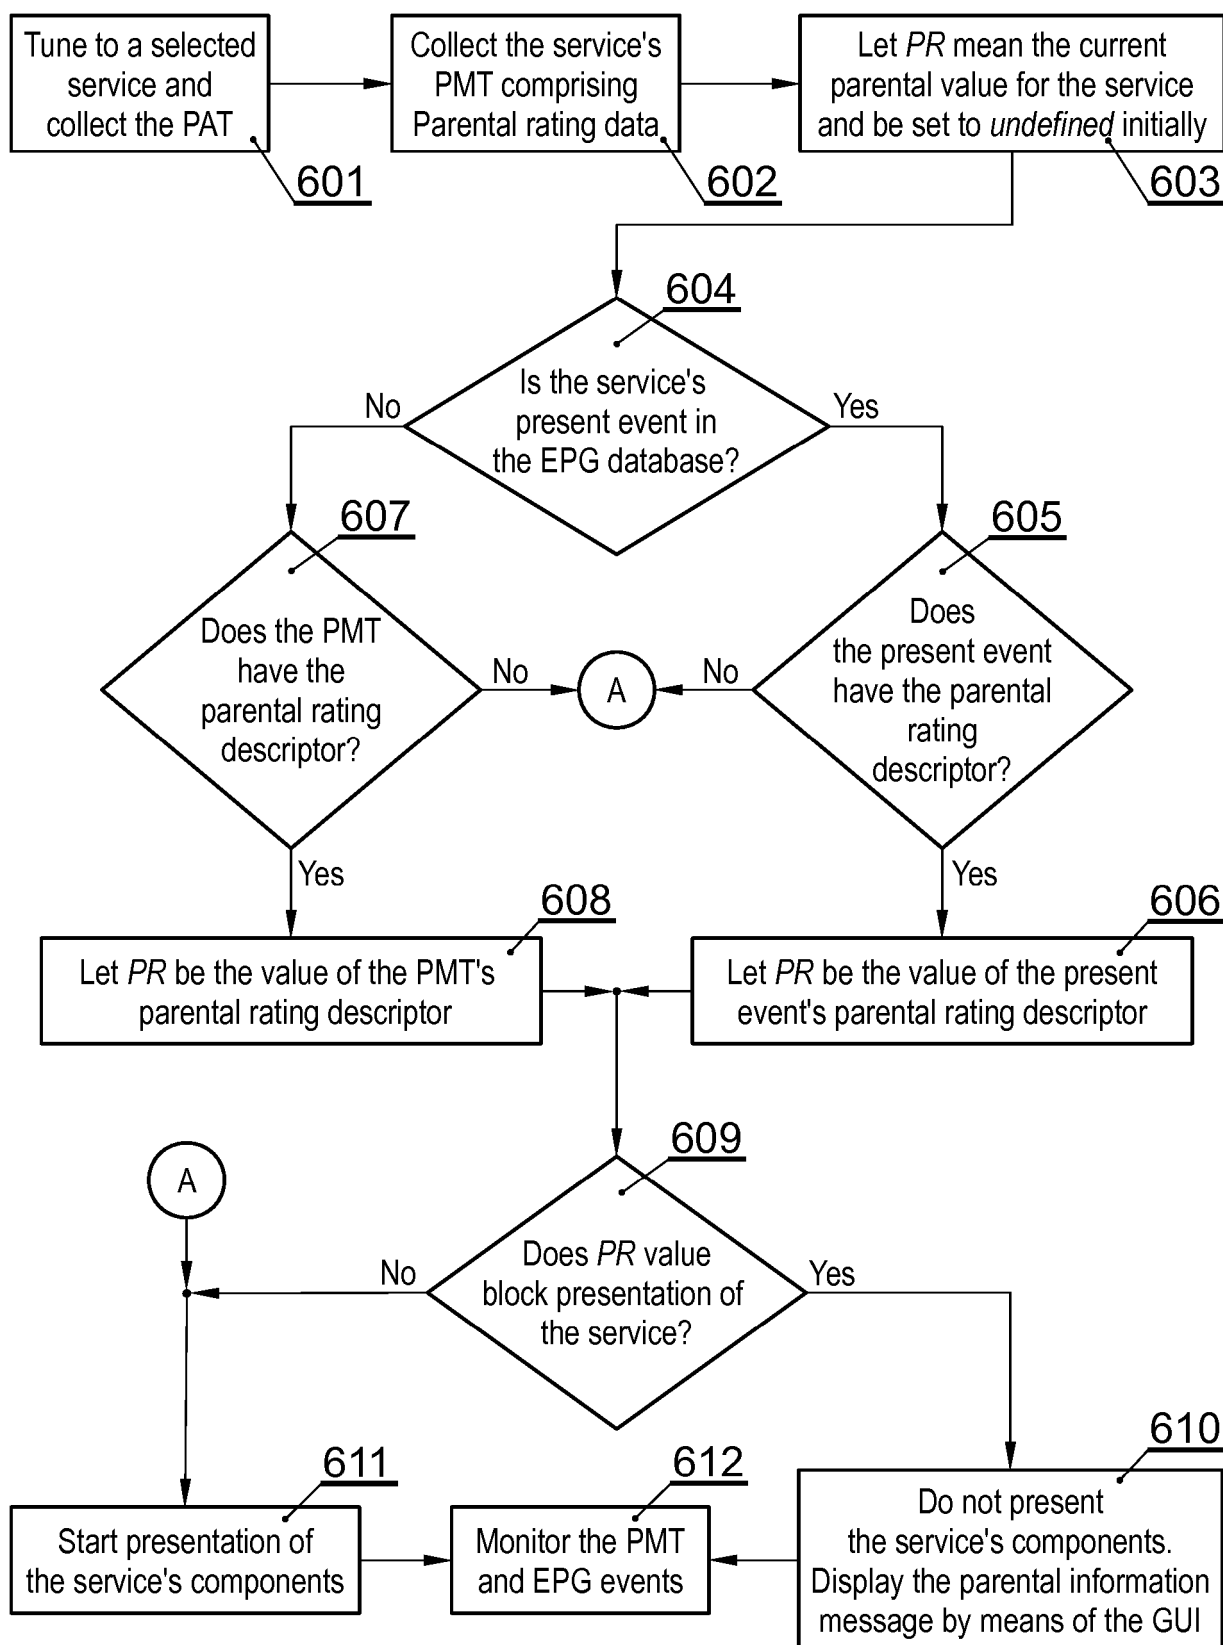 Tune to a selected
service and
collect the PAT
601
Collect the service's
PMT comprising
Parental rating data
602
Let PR mean the current
parental value for the service
and be set to undefined initially
603
604
Is the service's
present event in
the EPG database?
No
Yes
607
Does the PMT
have the
parental rating
descriptor?
No
A
No
605
Does
the present event
have the parental
rating
descriptor?
Yes
Yes
608
Let PR be the value of the PMT's
parental rating descriptor
606
Let PR be the value of the present
event's parental rating descriptor
A
609
Does PR value
block presentation of
the service?
No
Yes
611
Start presentation of
the service's components
612
Monitor the PMT
and EPG events
610
Do not present
the service's components.
Display the parental information
message by means of the GUI